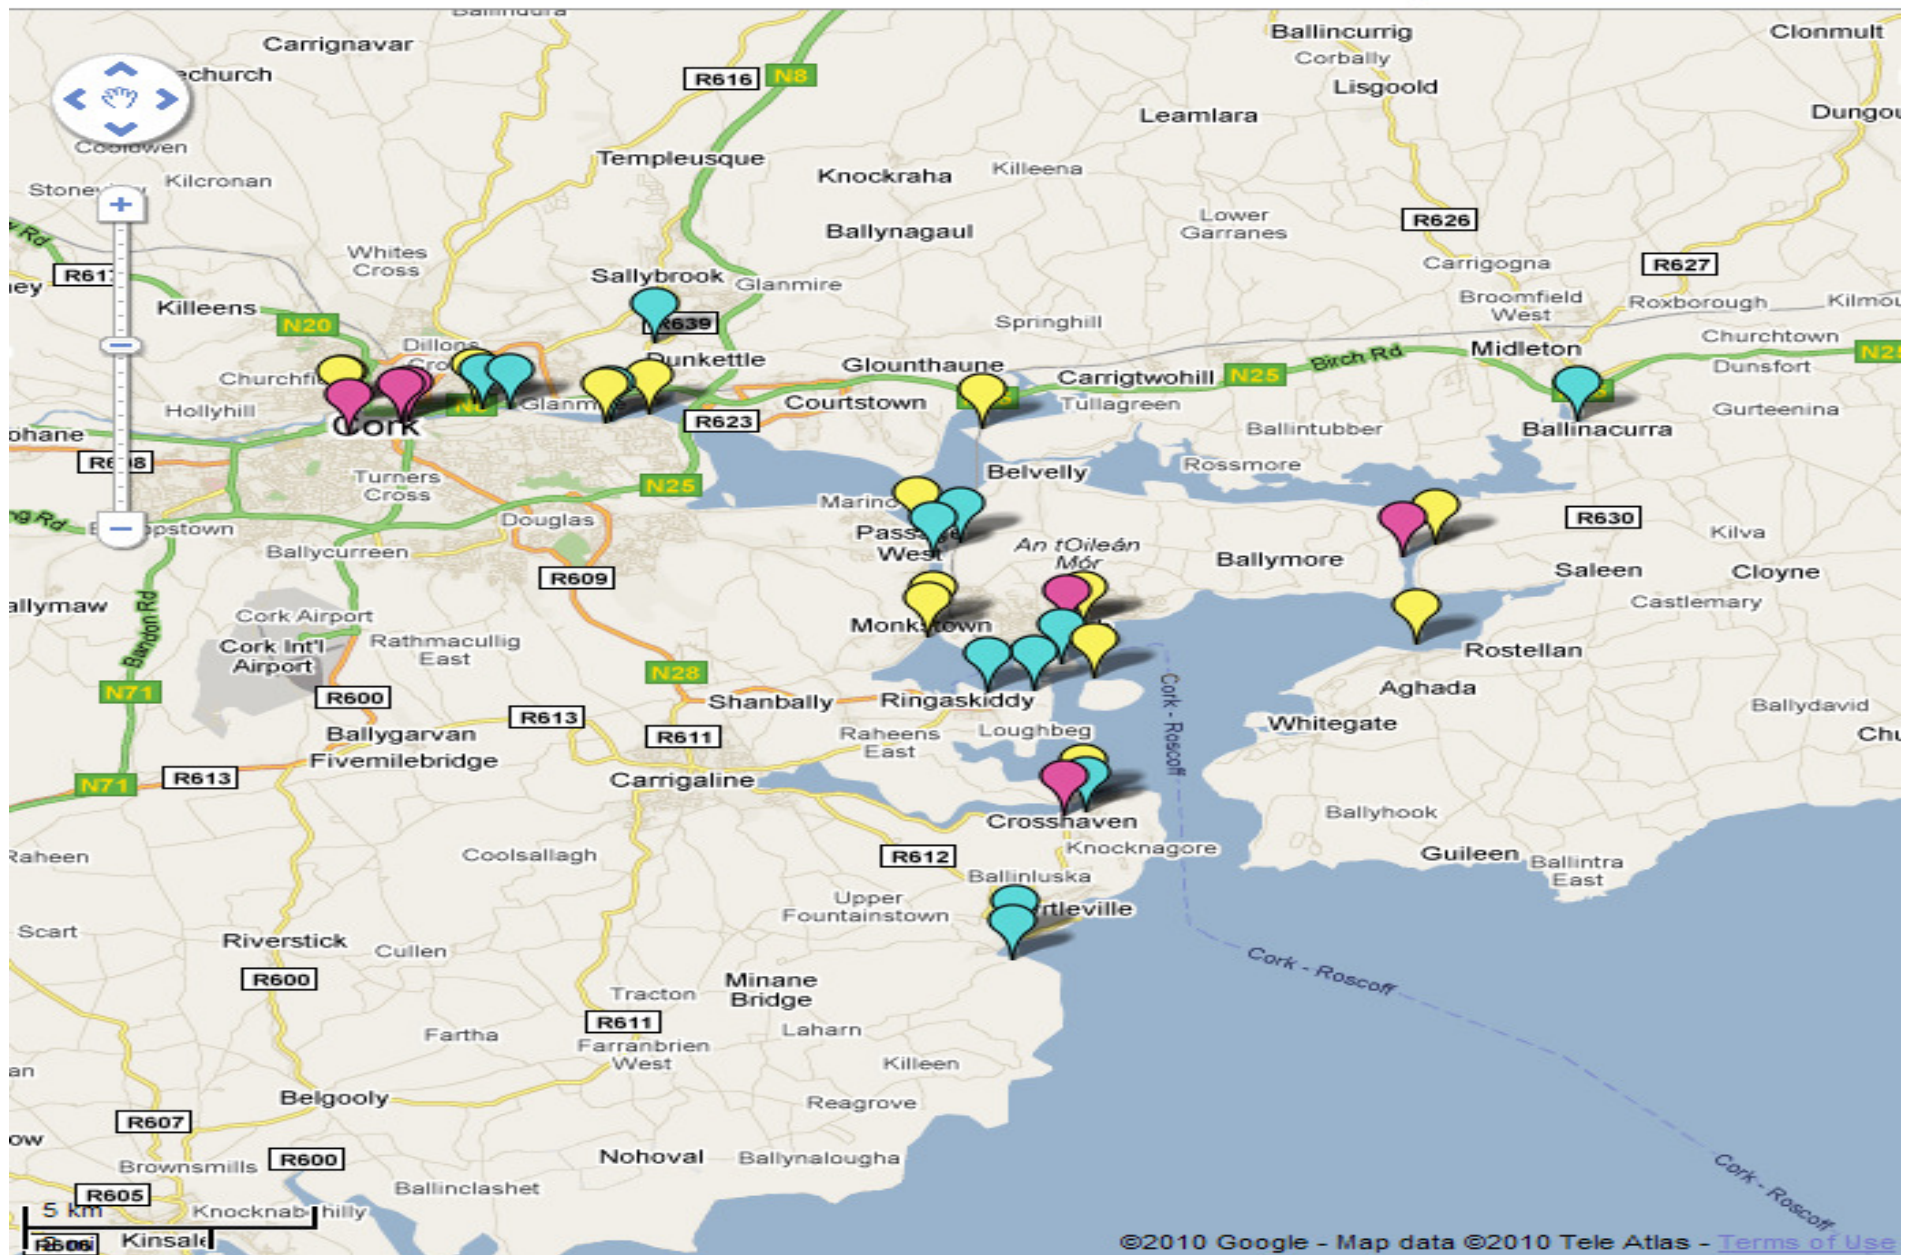 Carrignavar
R616
N8
Ballincurrig
Corbally
Lisgoold
Clonmult
Leamlara
Templeusque
Knockraha
Killeena
Kilcronan
Whites
Cross
Ballynagaul
Lower
Garranes
R626
Carrigogna
R627
Sallybrook
Glanmire
Killeens
N20
Springhill
Broomfield
West
Roxborough
Churchtown
Dunkettle
Glounthaune
Birch Rd
Midleton
Dunsfort
Carrigtwohill
N25
Courtstown
Tullagreen
Hollyhill
Cork
R623
Ballintubber
Ballinacurra
Gurteenina
Turners
Cross
N25
Belvelly
Rossmore
Douglas
Passage
West
R630
Kilva
Ballycurreen
R609
An tOileán
Mór
Ballymore
Saleen
Cloyne
Castlemary
Cork Airport
Cork Int'l
Airport
Rathmacullig
East
Bandon Rd
Monkstown
Rostellan
N71
R600
N28
Shanbally
Ringaskiddy
Aghada
Cork - Roscoff
Whitegate
Ballydavid
R613
Ballygarvan
R611
Raheens
East
Loughbeg
Fivemilebridge
N71
R613
Carrigaline
Crosshaven
Ballyhook
Raheen
Coolsallagh
R612
Knocknagore
Guileen
Ballintra
East
Ballinluska
Upper
Fountainstown
Scart
Riverstick
Cullen
R600
Minane
Bridge
Cork - Roscoff
Tracton
R611
Laharn
Fartha
Farranbrien
West
Killeen
Belgooly
Reagrove
R607
Brownsmills
R600
Nohoval
Ballynalougha
Cork - Roscoff
R605
Ballinclashet
5 km
R606
Kinsale
©2010 Google - Map data ©2010 Tele Atlas - Terms of Use